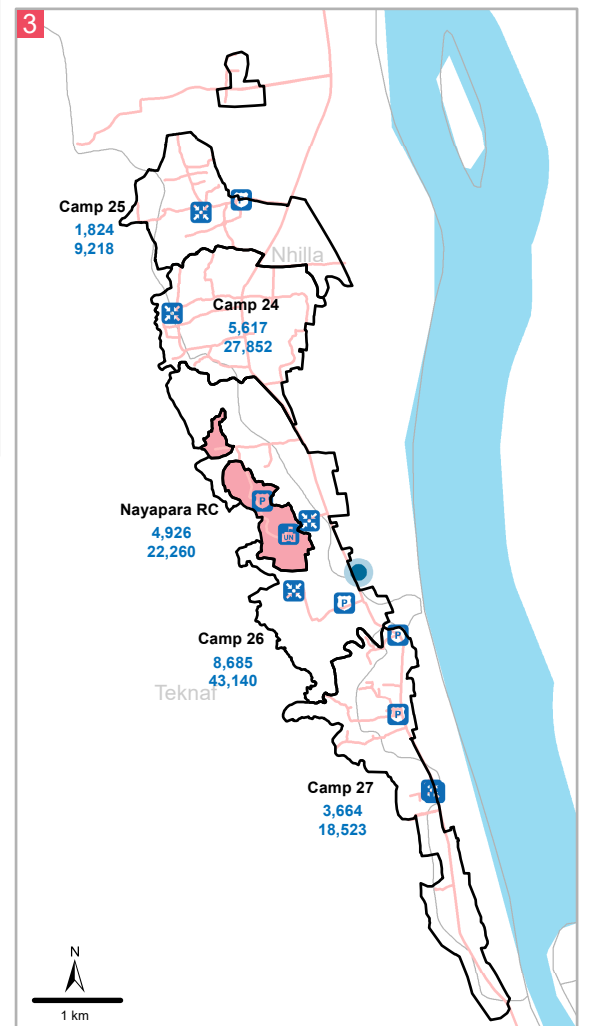 3
Camp 25
1,824
9,218
Nhilla
Camp 24
5,617
27,852
P
Nayapara RC
4,926
22,260
UN
P
Camp 26
8,685
43,140
P
Teknaf
P
Camp 27
3,664
18,523
N
1 km